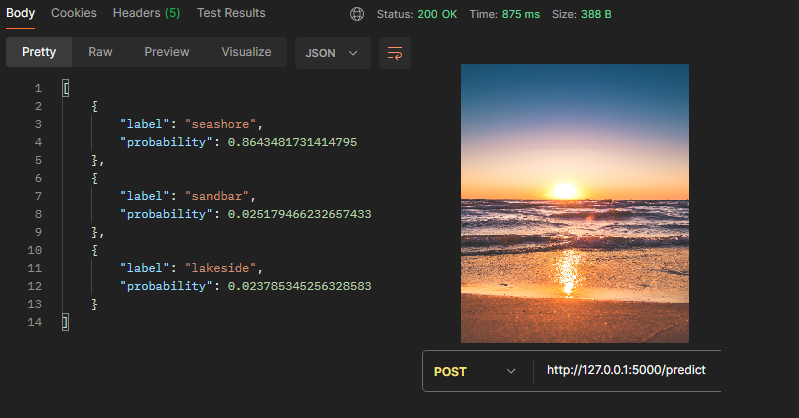 Body Cookies Headers (5) Test Results Status: 200 OK Time: 875 ms Size: 388 B
Pretty Raw Preview Visualize JSON
1 [
2 {
3 "label": "seashore",
4 "probability": 0.8643481731414795
5 },
6 {
7 "label": "sandbar",
8 "probability": 0.025179466232657433
9 },
10 {
11 "label": "lakeside",
12 "probability": 0.023785345256328583
13 }
14 ]
POST http://127.0.0.1:5000/predict